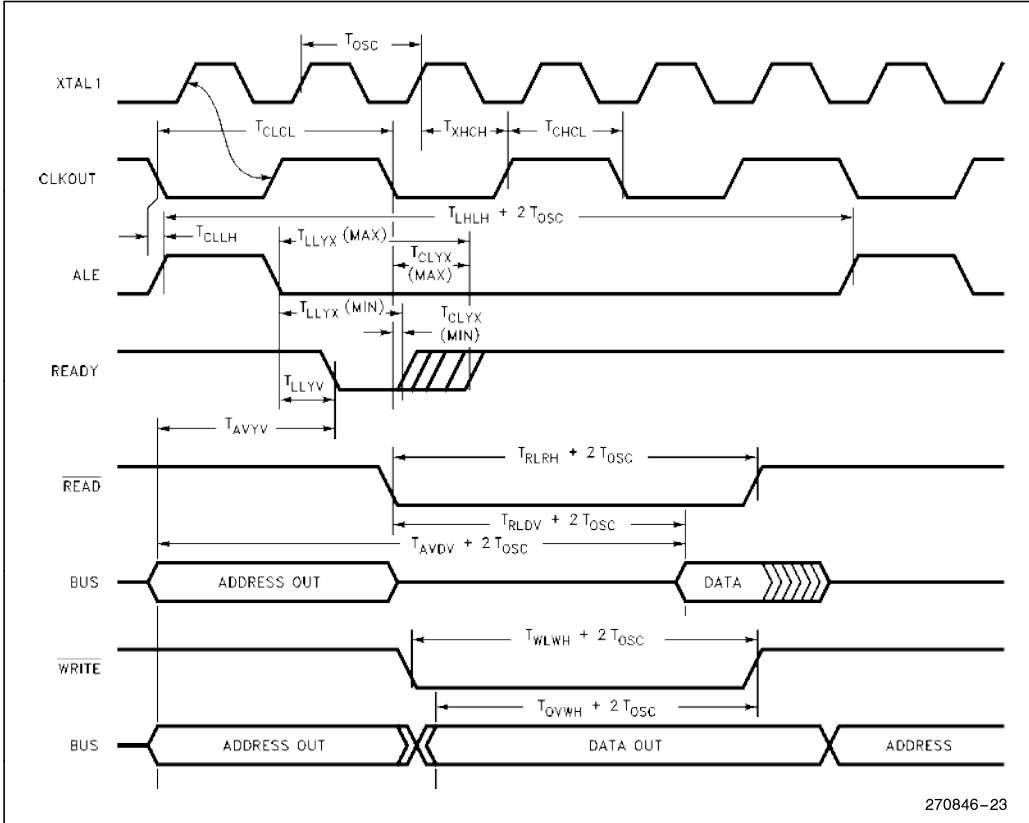 T_OSC
XTAL1
T_CLCL
T_XHCH
T_CHCL
CLKOUT
T_LHLH + 2 T_OSC
T_CLLH
T_LLYX (MAX)
T_CLYX
(MAX)
ALE
T_LLYX (MIN)
T_CLYX
(MIN)
READY
T_LLYV
T_AVYV
T_RLRH + 2 T_OSC
READ
T_RLDV + 2 T_OSC
T_AVDV + 2 T_OSC
BUS
ADDRESS OUT
DATA
T_WLWH + 2 T_OSC
WRITE
T_QVWH + 2 T_OSC
BUS
ADDRESS OUT
DATA OUT
ADDRESS
270846-23